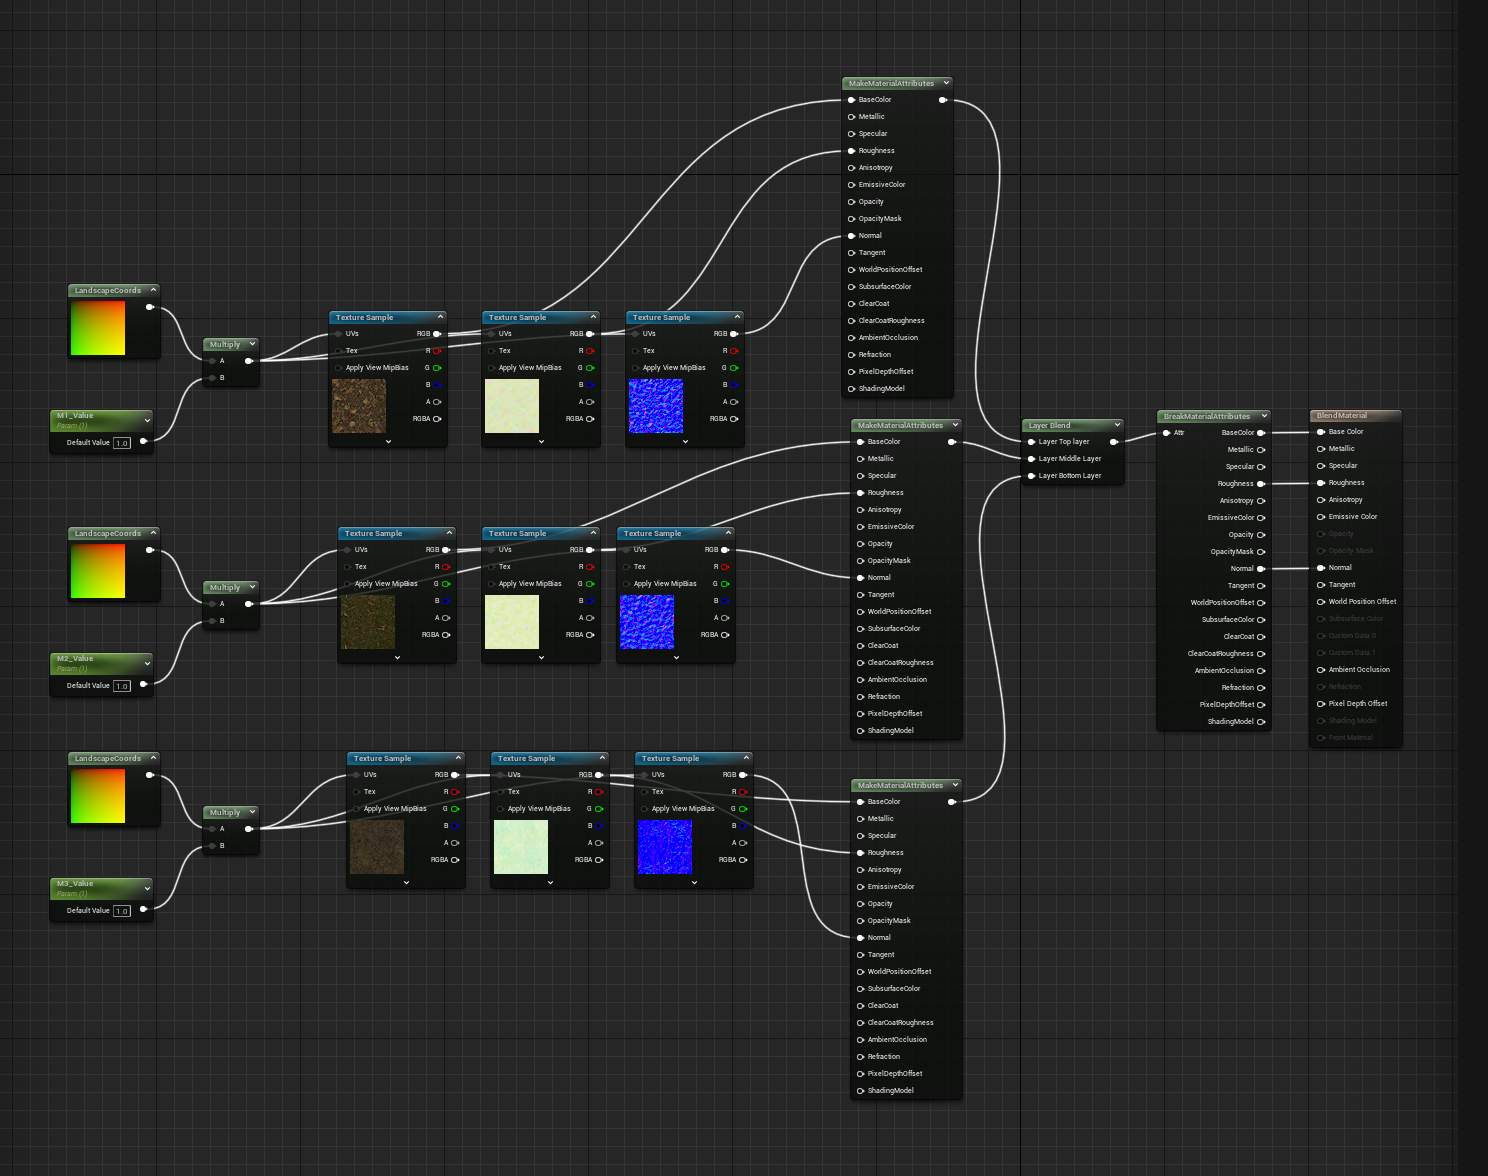 MakeMaterialAttributes
BaseColor
Metallic
Specular
Roughness
Anisotropy
EmissiveColor
Opacity
OpacityMask
Normal
Tangent
WorldPositionOffset
SubsurfaceColor
ClearCoat
ClearCoatRoughness
AmbientOcclusion
Refraction
PixelDepthOffset
ShadingModel
LandscapeCoords
Multiply
A
B
M1_Value
Param (1)
Default Value 1.0
Texture Sample
UVs RGB
Tex R
Apply View MipBias G
B
A
RGBA
Texture Sample
UVs RGB
Tex R
Apply View MipBias G
B
A
RGBA
Texture Sample
UVs RGB
Tex R
Apply View MipBias G
B
A
RGBA
MakeMaterialAttributes
BaseColor
Metallic
Specular
Roughness
Anisotropy
EmissiveColor
Opacity
OpacityMask
Normal
Tangent
WorldPositionOffset
SubsurfaceColor
ClearCoat
ClearCoatRoughness
AmbientOcclusion
Refraction
PixelDepthOffset
ShadingModel
Layer Blend
Layer Top layer
Layer Middle Layer
Layer Bottom Layer
BreakMaterialAttributes
Attr BaseColor
Metallic
Specular
Roughness
Anisotropy
EmissiveColor
Opacity
OpacityMask
Normal
Tangent
WorldPositionOffset
SubsurfaceColor
ClearCoat
ClearCoatRoughness
AmbientOcclusion
Refraction
PixelDepthOffset
ShadingModel
BlendMaterial
Base Color
Metallic
Specular
Roughness
Anisotropy
Emissive Color
Opacity
Opacity Mask
Normal
Tangent
World Position Offset
Subsurface Color
Custom Data 0
Custom Data 1
Ambient Occlusion
Refraction
Pixel Depth Offset
Shading Model
Front Material
LandscapeCoords
Multiply
A
B
M2_Value
Param (1)
Default Value 1.0
Texture Sample
UVs RGB
Tex R
Apply View MipBias G
B
A
RGBA
Texture Sample
UVs RGB
Tex R
Apply View MipBias G
B
A
RGBA
Texture Sample
UVs RGB
Tex R
Apply View MipBias G
B
A
RGBA
LandscapeCoords
Multiply
A
B
M3_Value
Param (1)
Default Value 1.0
Texture Sample
UVs RGB
Tex R
Apply View MipBias G
B
A
RGBA
Texture Sample
UVs RGB
Tex R
Apply View MipBias G
B
A
RGBA
Texture Sample
UVs RGB
Tex R
Apply View MipBias G
B
A
RGBA
MakeMaterialAttributes
BaseColor
Metallic
Specular
Roughness
Anisotropy
EmissiveColor
Opacity
OpacityMask
Normal
Tangent
WorldPositionOffset
SubsurfaceColor
ClearCoat
ClearCoatRoughness
AmbientOcclusion
Refraction
PixelDepthOffset
ShadingModel